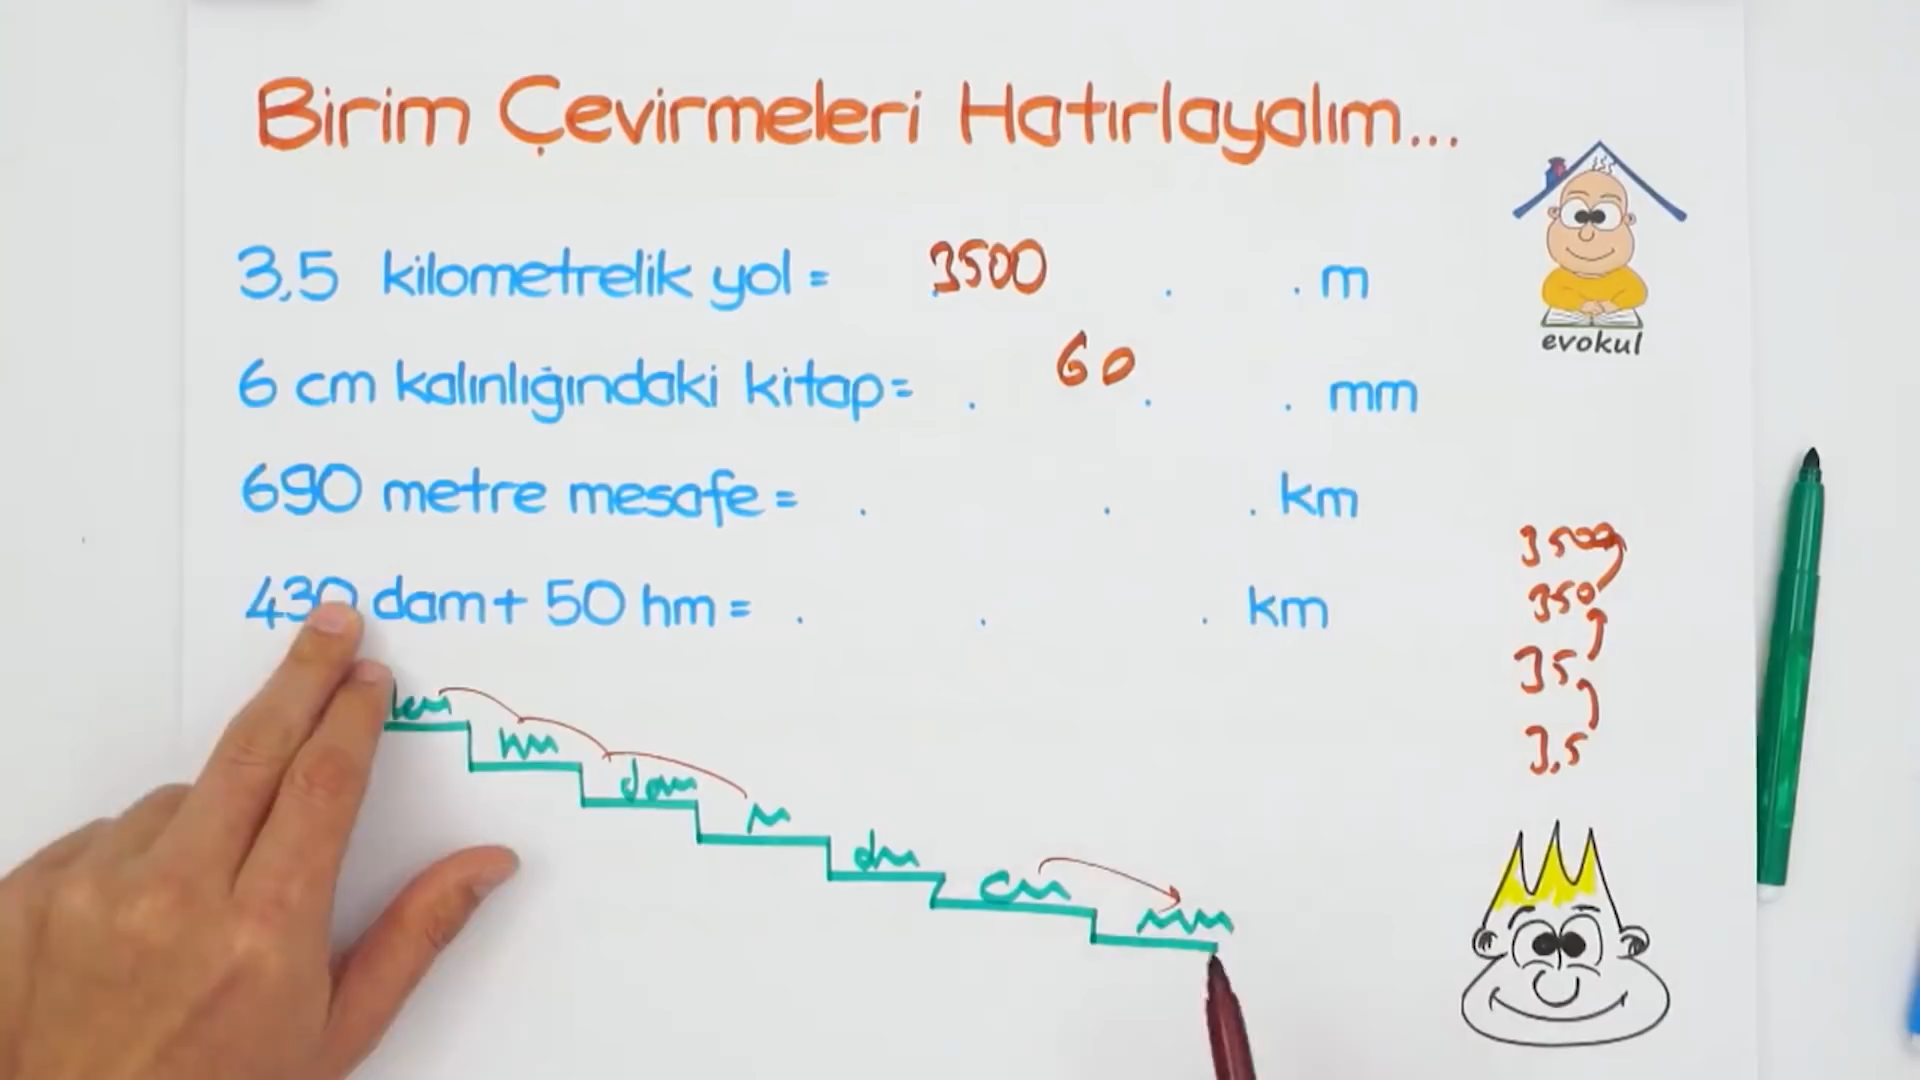 Birim Çevirmeleri Hatırlayalım...
3,5 kilometrelik yol = 3500 . . m
evokul
6 cm kalınlığındaki kitap = . 60 . . mm
690 metre mesafe = . . . km
430 dam + 50 hm = . . . km
3500
350
35
3,5
km
hm
dam
m
dm
cm
mm